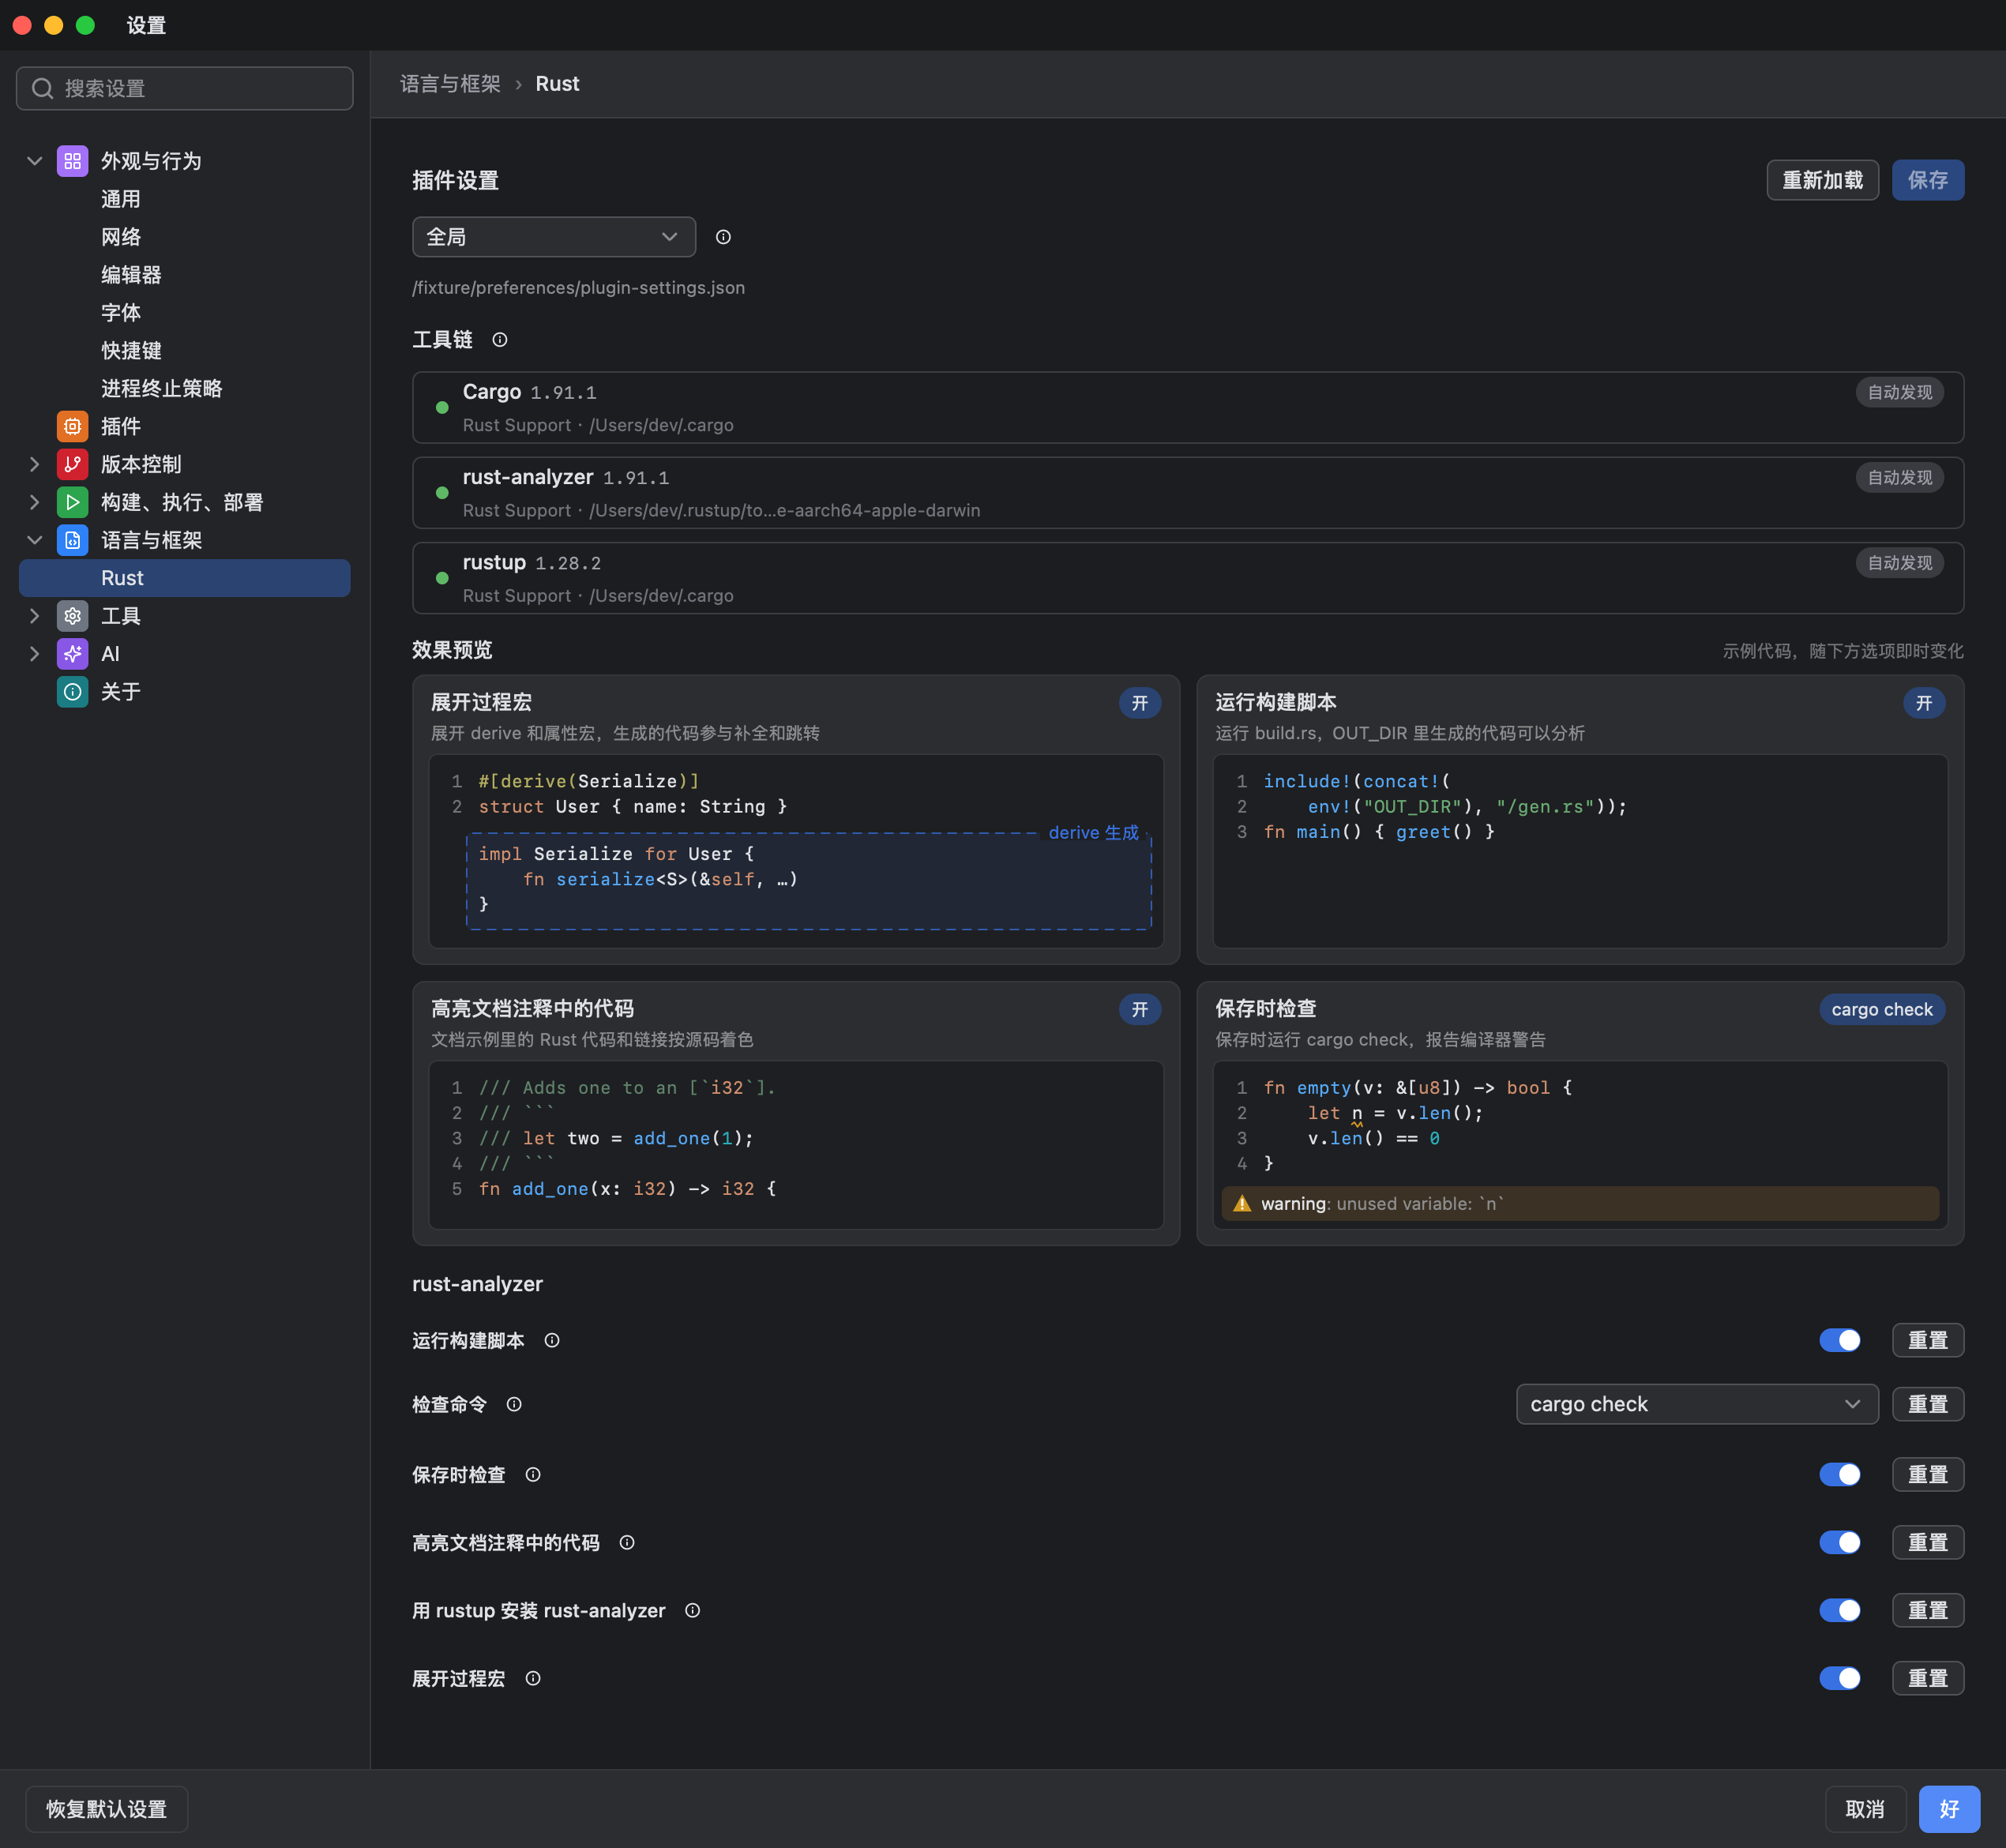 设置
搜索设置
外观与行为
通用
网络
编辑器
字体
快捷键
进程终止策略
插件
版本控制
构建、执行、部署
语言与框架
Rust
工具
AI
关于
语言与框架 › Rust
插件设置
重新加载
保存
全局
/fixture/preferences/plugin-settings.json
工具链
Cargo 1.91.1
自动发现
Rust Support · /Users/dev/.cargo
rust-analyzer 1.91.1
自动发现
Rust Support · /Users/dev/.rustup/to…e-aarch64-apple-darwin
rustup 1.28.2
自动发现
Rust Support · /Users/dev/.cargo
效果预览
示例代码，随下方选项即时变化
展开过程宏
开
展开 derive 和属性宏，生成的代码参与补全和跳转
1 #[derive(Serialize)]
2 struct User { name: String }
derive 生成
impl Serialize for User {
    fn serialize<S>(&self, …)
}
运行构建脚本
开
运行 build.rs，OUT_DIR 里生成的代码可以分析
1 include!(concat!(
2     env!("OUT_DIR"), "/gen.rs"));
3 fn main() { greet() }
高亮文档注释中的代码
开
文档示例里的 Rust 代码和链接按源码着色
1 /// Adds one to an [`i32`].
2 /// ```
3 /// let two = add_one(1);
4 /// ```
5 fn add_one(x: i32) -> i32 {
保存时检查
cargo check
保存时运行 cargo check，报告编译器警告
1 fn empty(v: &[u8]) -> bool {
2     let n = v.len();
3     v.len() == 0
4 }
warning: unused variable: `n`
rust-analyzer
运行构建脚本
重置
检查命令
cargo check
重置
保存时检查
重置
高亮文档注释中的代码
重置
用 rustup 安装 rust-analyzer
重置
展开过程宏
重置
恢复默认设置
取消
好